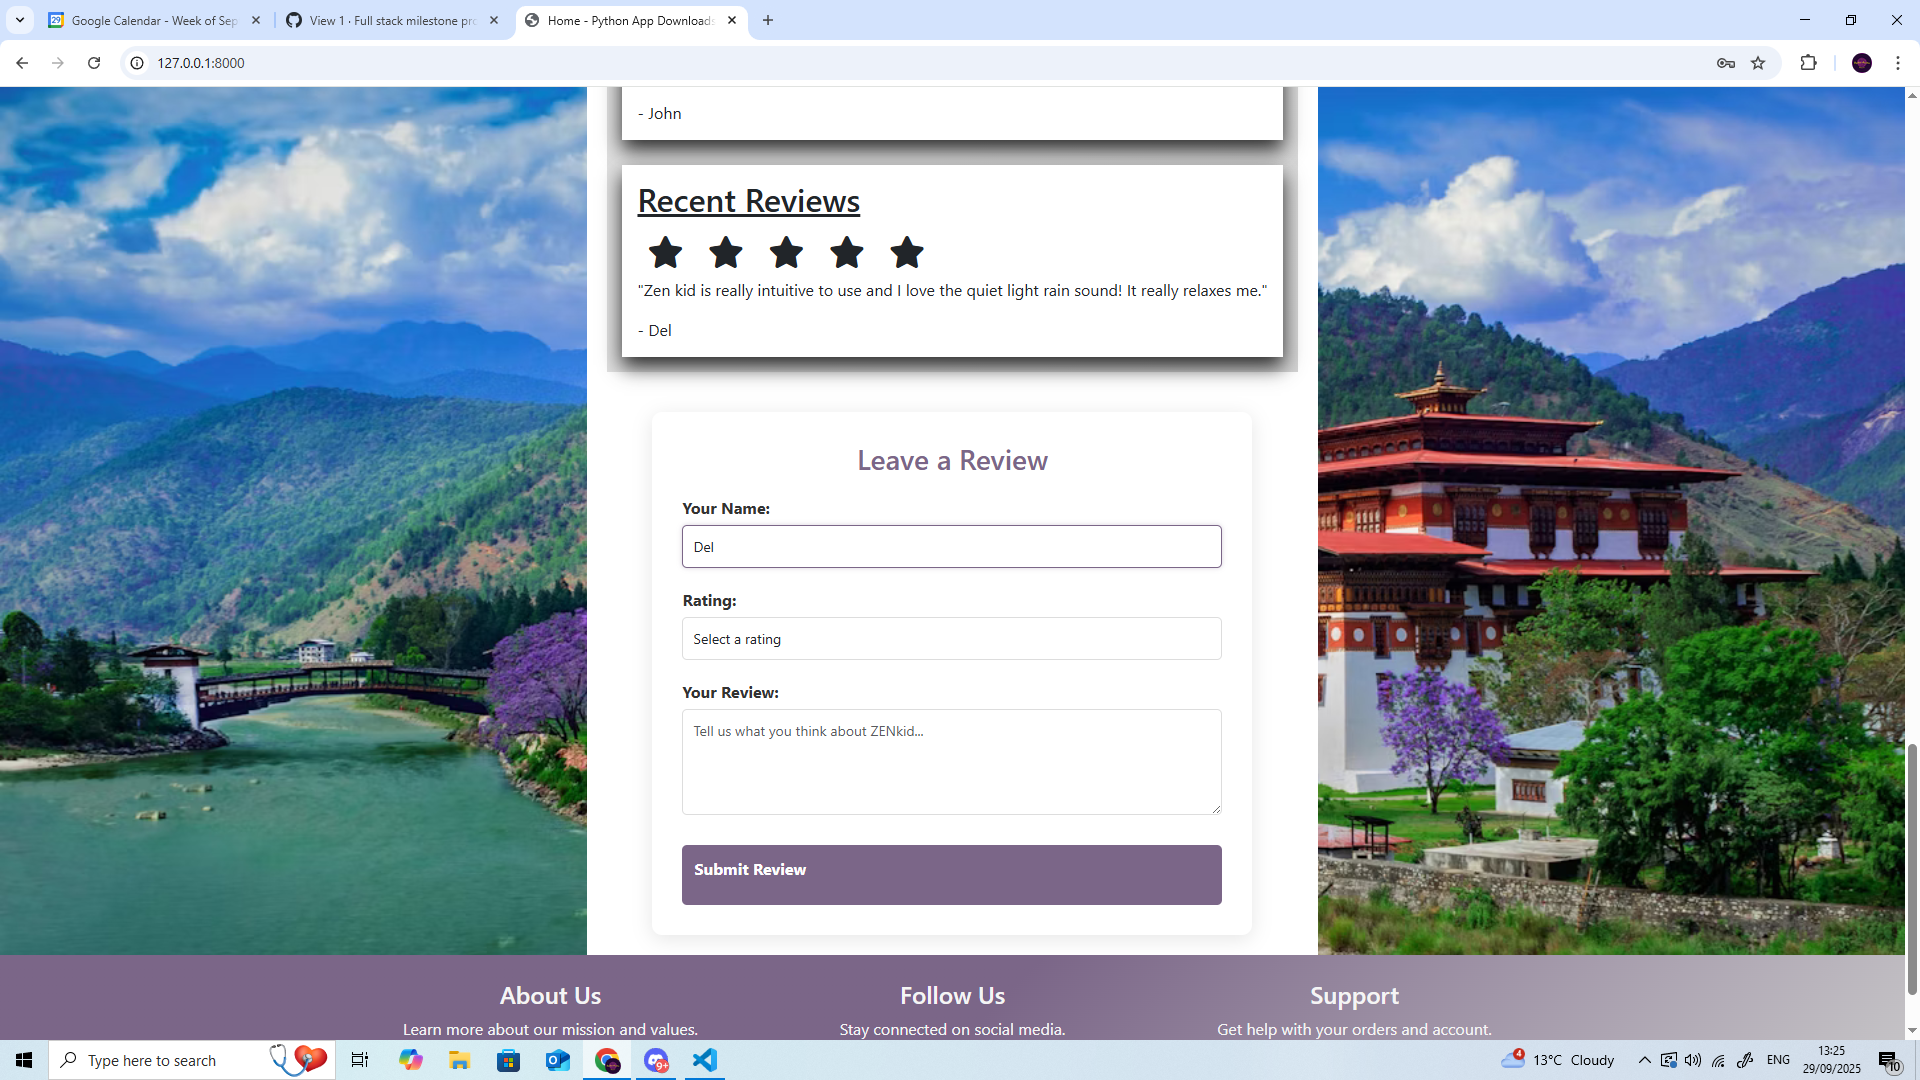 Google Calendar - Week of Sep
View 1 · Full stack milestone pro
Home - Python App Downloads
127.0.0.1:8000
- John
Recent Reviews
"Zen kid is really intuitive to use and I love the quiet light rain sound! It really relaxes me."
- Del
Leave a Review
Your Name:
Del
Rating:
Select a rating
Your Review:
Tell us what you think about ZENkid...
Submit Review
About Us
Follow Us
Support
Learn more about our mission and values.
Stay connected on social media.
Get help with your orders and account.
Type here to search
9+
4
13°C Cloudy
ENG
13:25
29/09/2025
10